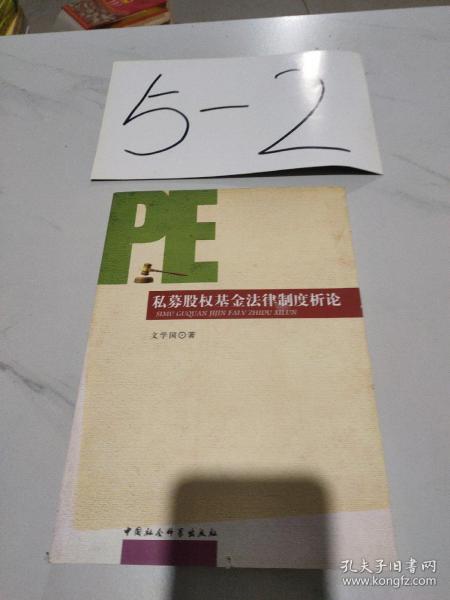 5-2
PE
私募股权基金法律制度析论
SIMU GUQUAN JIJIN FALV ZHIDU XILUN
文学国⊙著
中国社会科学出版社
孔夫子旧书网
www.kongfz.com